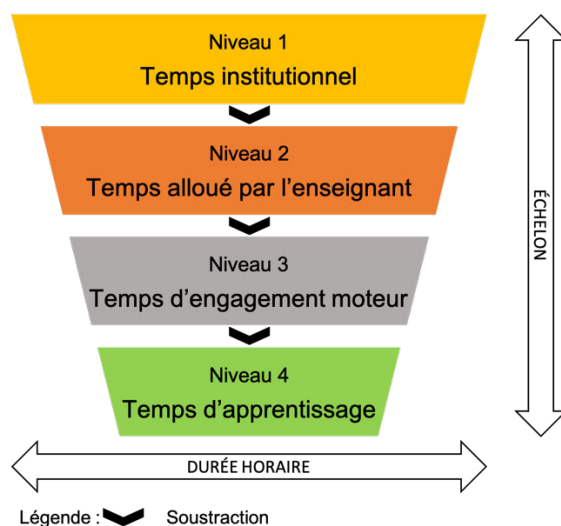 Niveau 1
Temps institutionnel
Niveau 2
Temps alloué par l'enseignant
Niveau 3
Temps d'engagement moteur
Niveau 4
Temps d'apprentissage
ÉCHELON
DURÉE HORAIRE
Légende : Soustraction